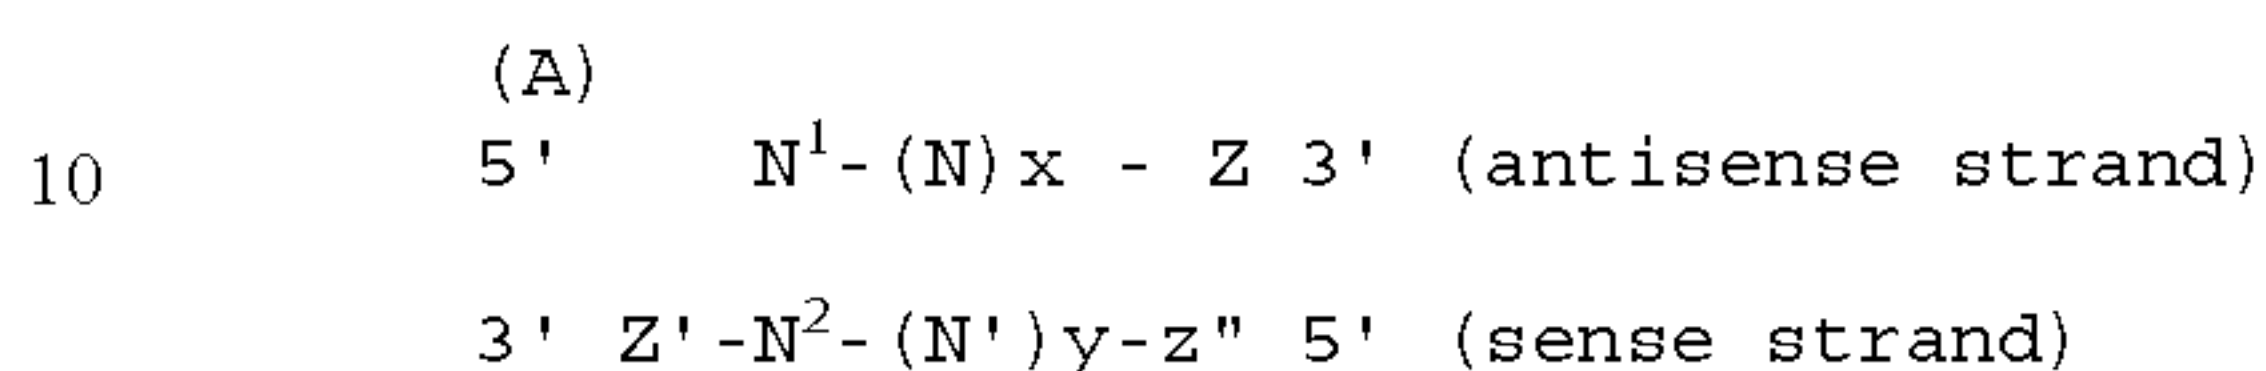 (A)
10 5' N¹-(N)x - Z 3' (antisense strand)
3' Z'-N²-(N')y-z" 5' (sense strand)